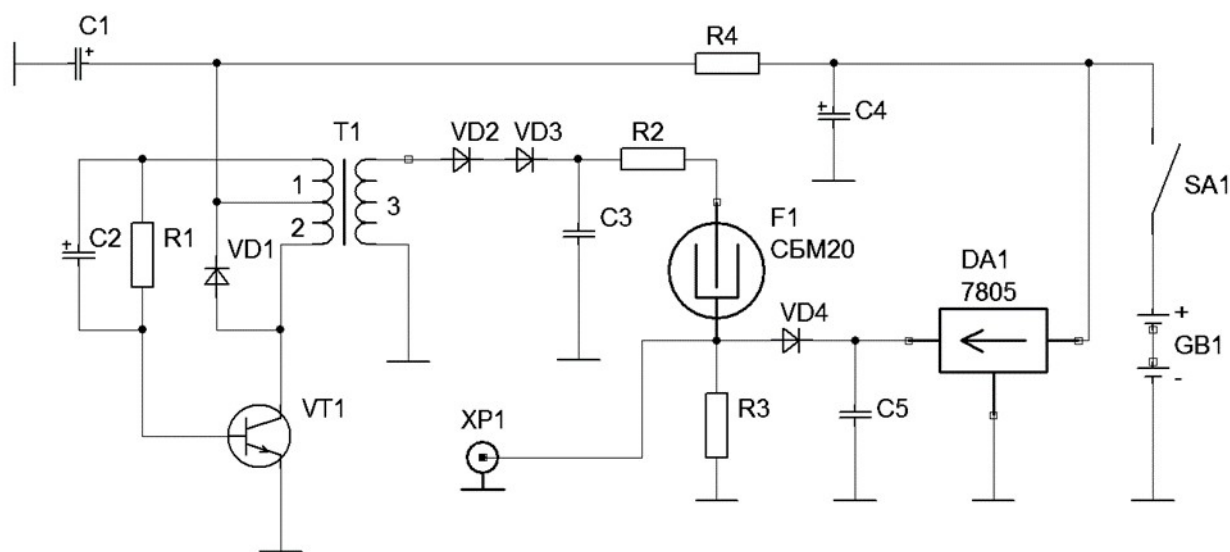 C1
R4
C4
T1
VD2
VD3
R2
SA1
1
3
C2
R1
VD1
2
C3
F1
СБМ20
DA1
7805
VD4
+
GB1
-
VT1
XP1
R3
C5